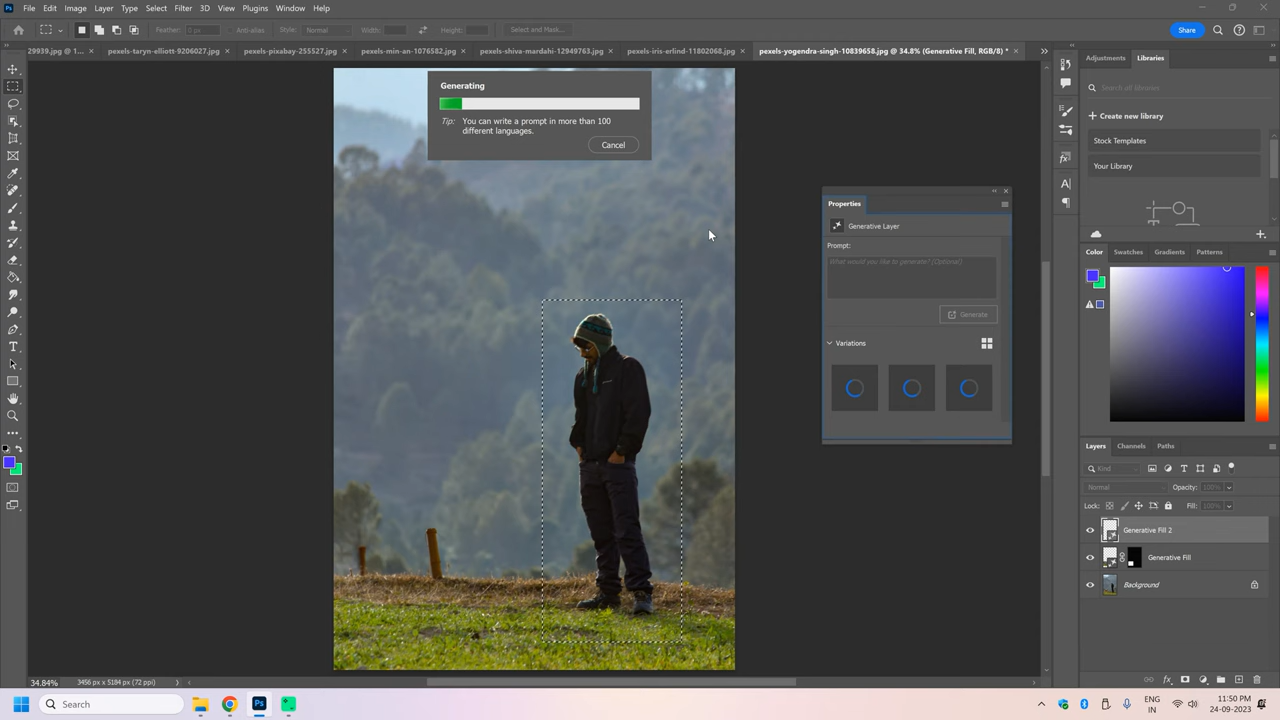 File Edit Image Layer Type Select Filter 3D View Plugins Window Help
Feather: 0 px Anti-alias Style: Normal Width: Height: Select and Mask... Share
29939.jpg @ 1... × pexels-taryn-elliott-9206027.jpg × pexels-pixabay-255527.jpg × pexels-min-an-1076582.jpg × pexels-shiva-mardahi-12949763.jpg × pexels-iris-erlind-11802068.jpg × pexels-yogendra-singh-10839658.jpg @ 34.8% (Generative Fill, RGB/8) * ×
Generating
Tip: You can write a prompt in more than 100
different languages.
Cancel
Properties
Generative Layer
Prompt:
What would you like to generate? (Optional)
Generate
Variations
Adjustments Libraries
Search all libraries
Create new library
Stock Templates
Your Library
Color Swatches Gradients Patterns
Layers Channels Paths
Kind
Normal Opacity: 100%
Lock: Fill: 100%
Generative Fill 2
Generative Fill
Background
34.84% 3456 px x 5184 px (72 ppi)
Search
ENG
IN
11:50 PM
24-09-2023